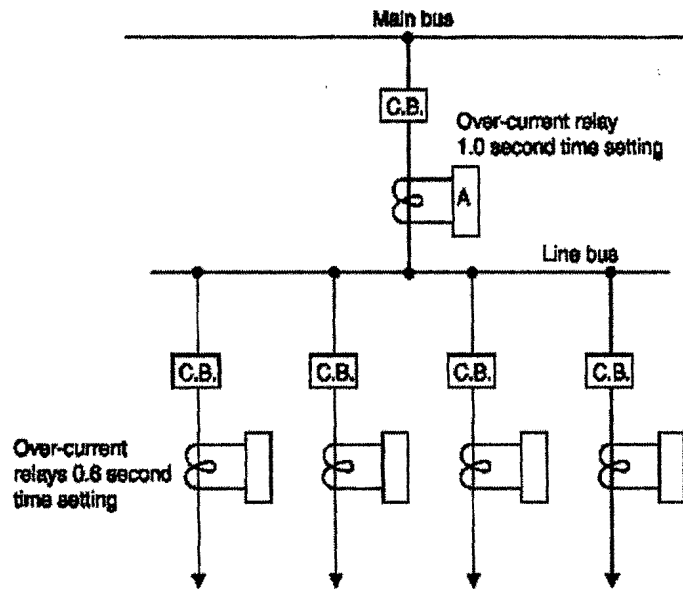 Main bus
C.B.
Over-current relay
1.0 second time setting
A
Line bus
C.B. C.B. C.B. C.B.
Over-current
relays 0.6 second
time setting